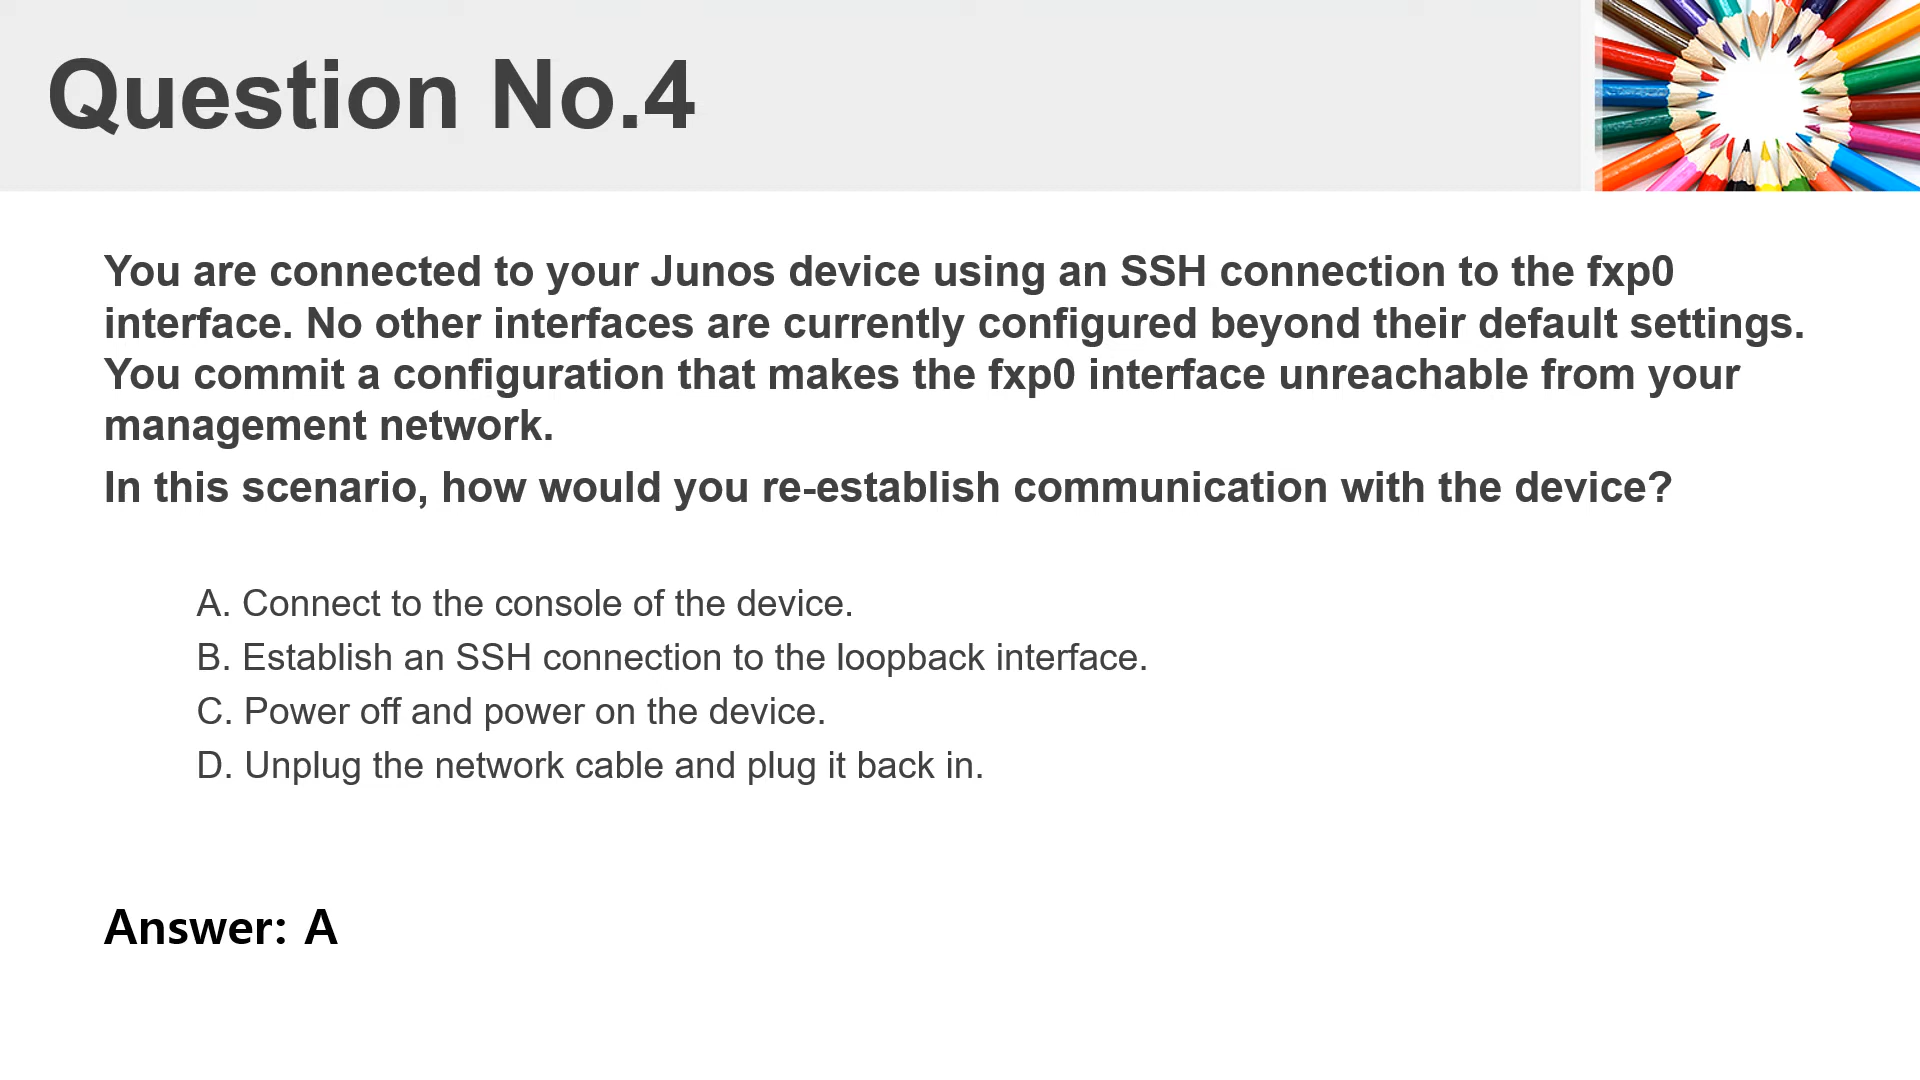 Question No.4
You are connected to your Junos device using an SSH connection to the fxp0
interface. No other interfaces are currently configured beyond their default settings.
You commit a configuration that makes the fxp0 interface unreachable from your
management network.
In this scenario, how would you re-establish communication with the device?
A. Connect to the console of the device.
B. Establish an SSH connection to the loopback interface.
C. Power off and power on the device.
D. Unplug the network cable and plug it back in.
Answer: A